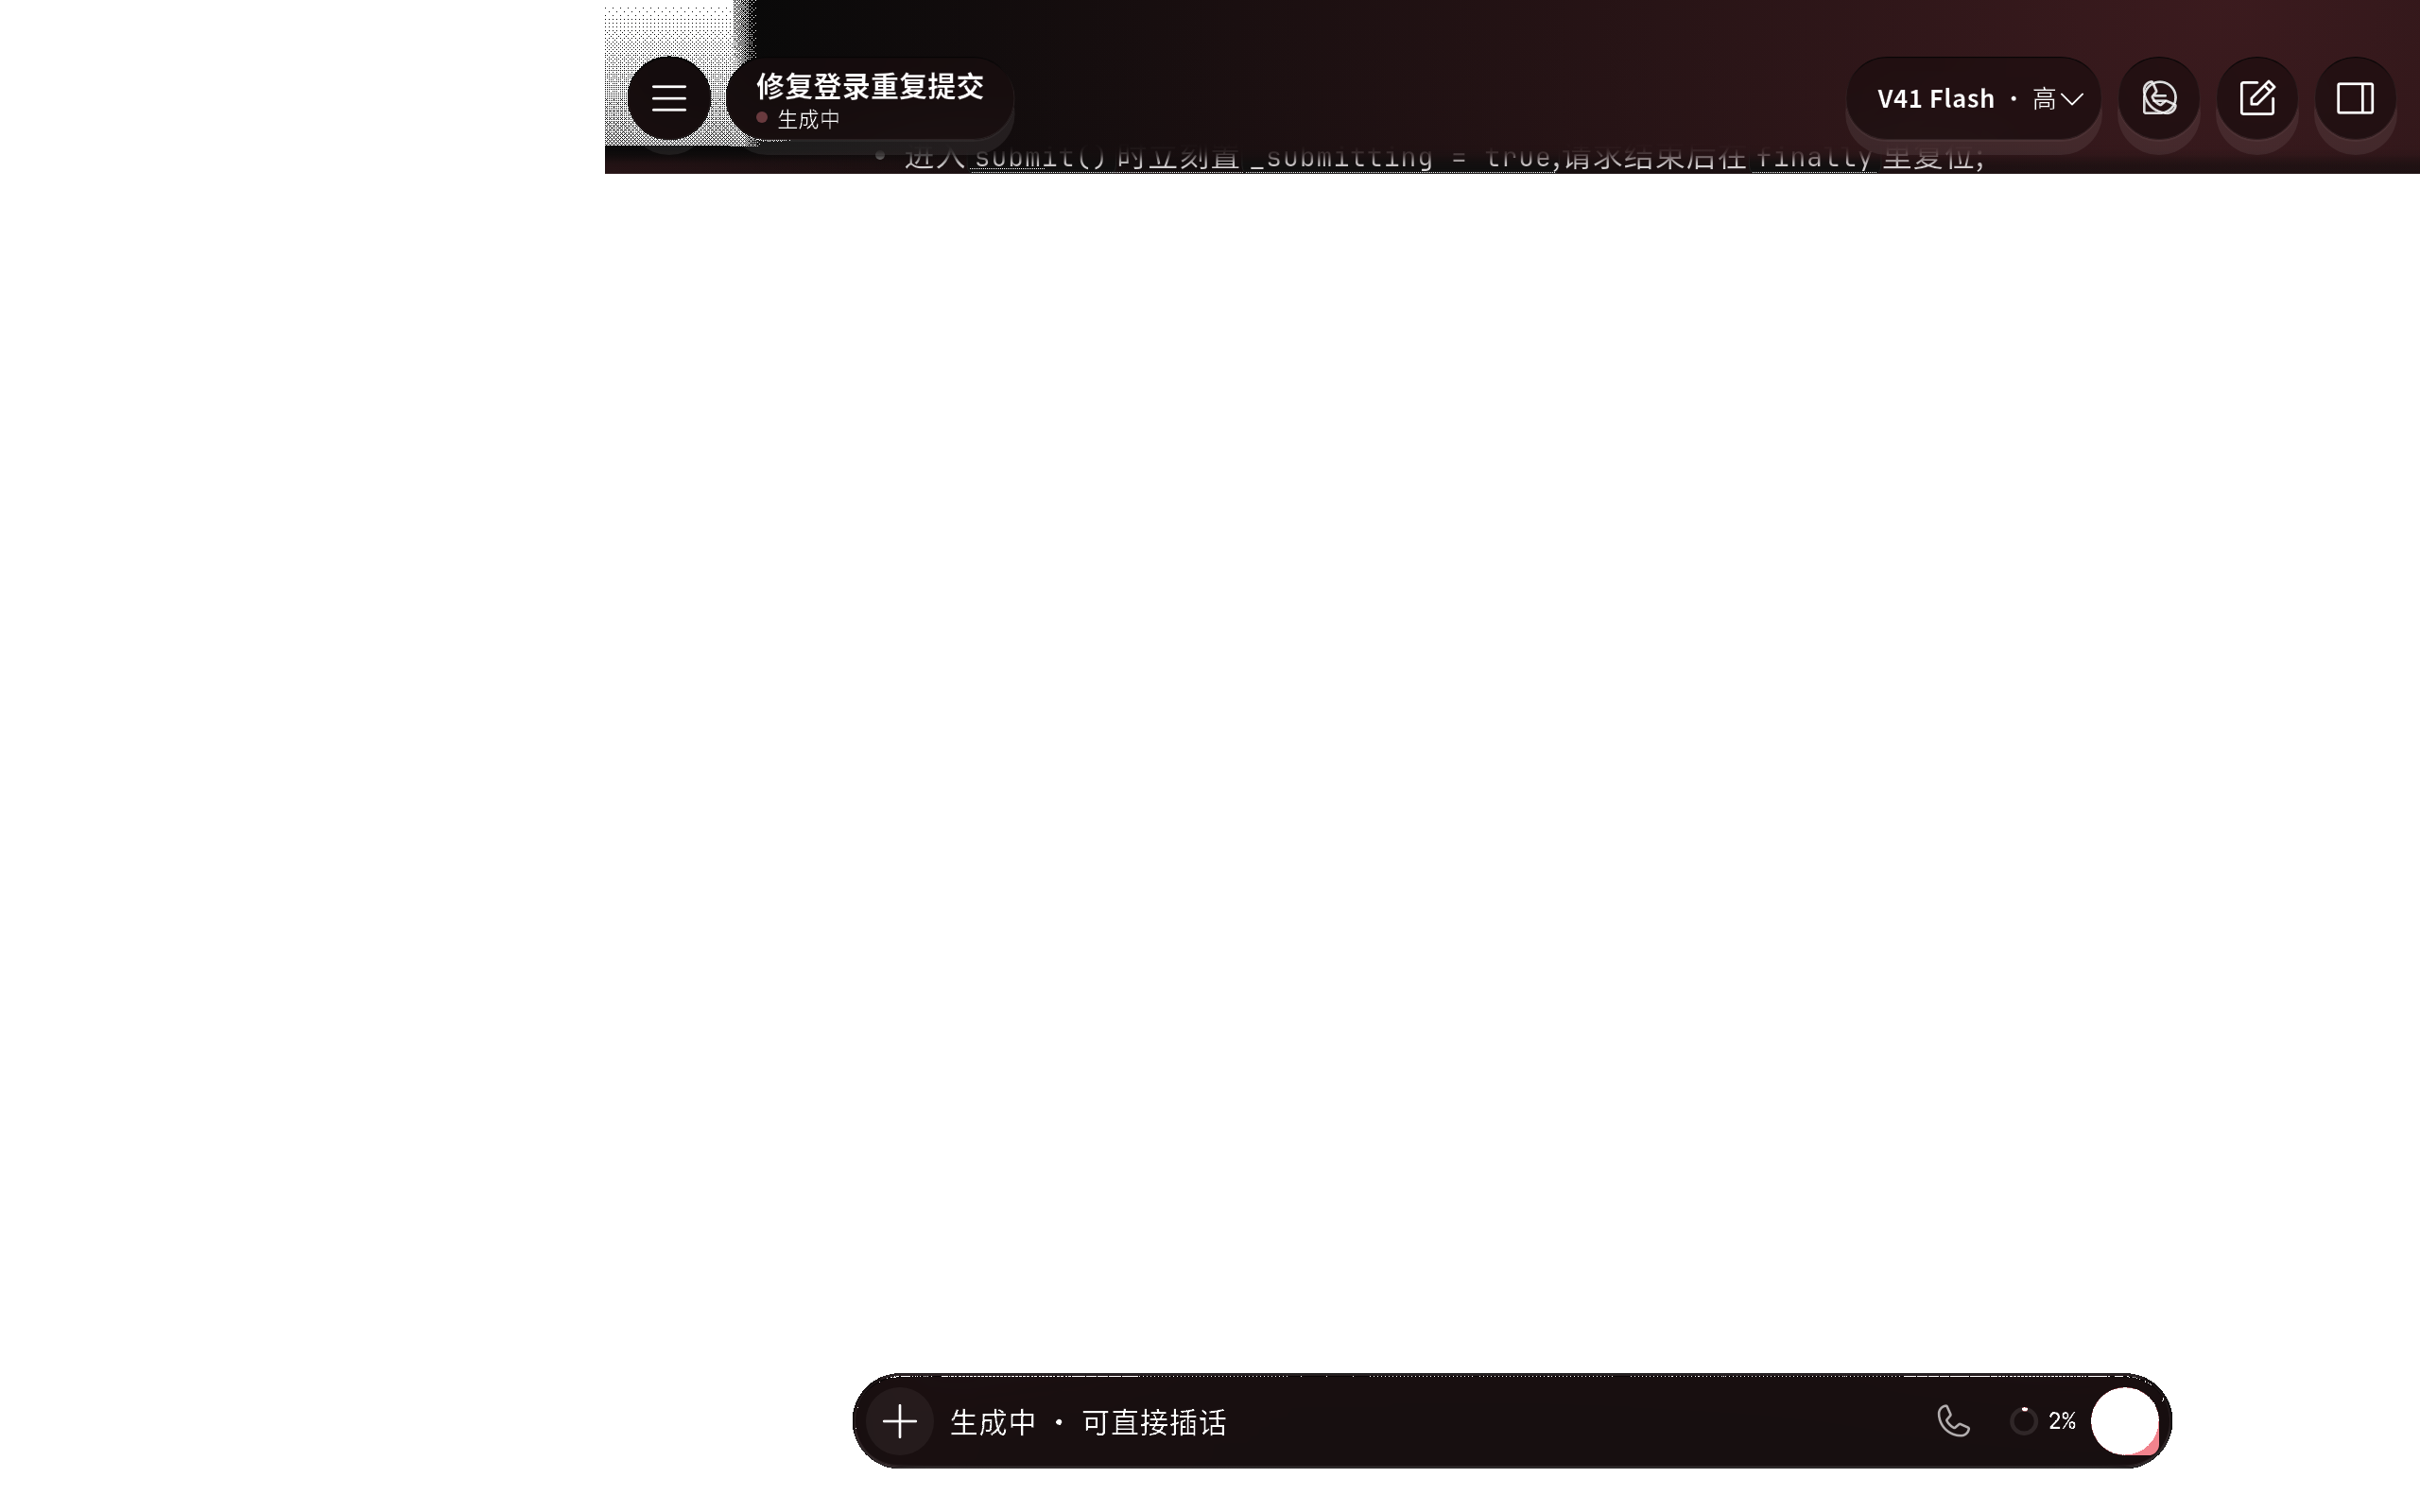 修复登录重复提交
生成中
V41 Flash · 高
进入 submit() 时立刻置 _submitting = true,请求结束后在 finally 里复位;
生成中 · 可直接插话
2%